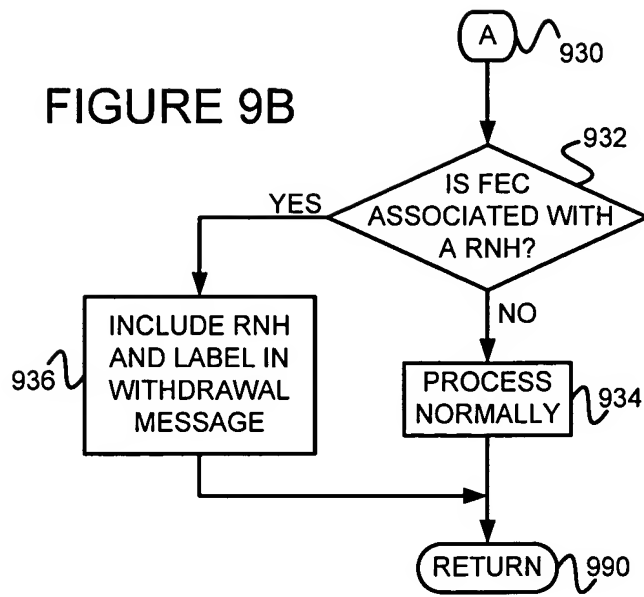 A
930
FIGURE 9B
932
IS FEC
ASSOCIATED WITH
A RNH?
YES
NO
INCLUDE RNH
AND LABEL IN
WITHDRAWAL
MESSAGE
936
PROCESS
NORMALLY
934
RETURN
990